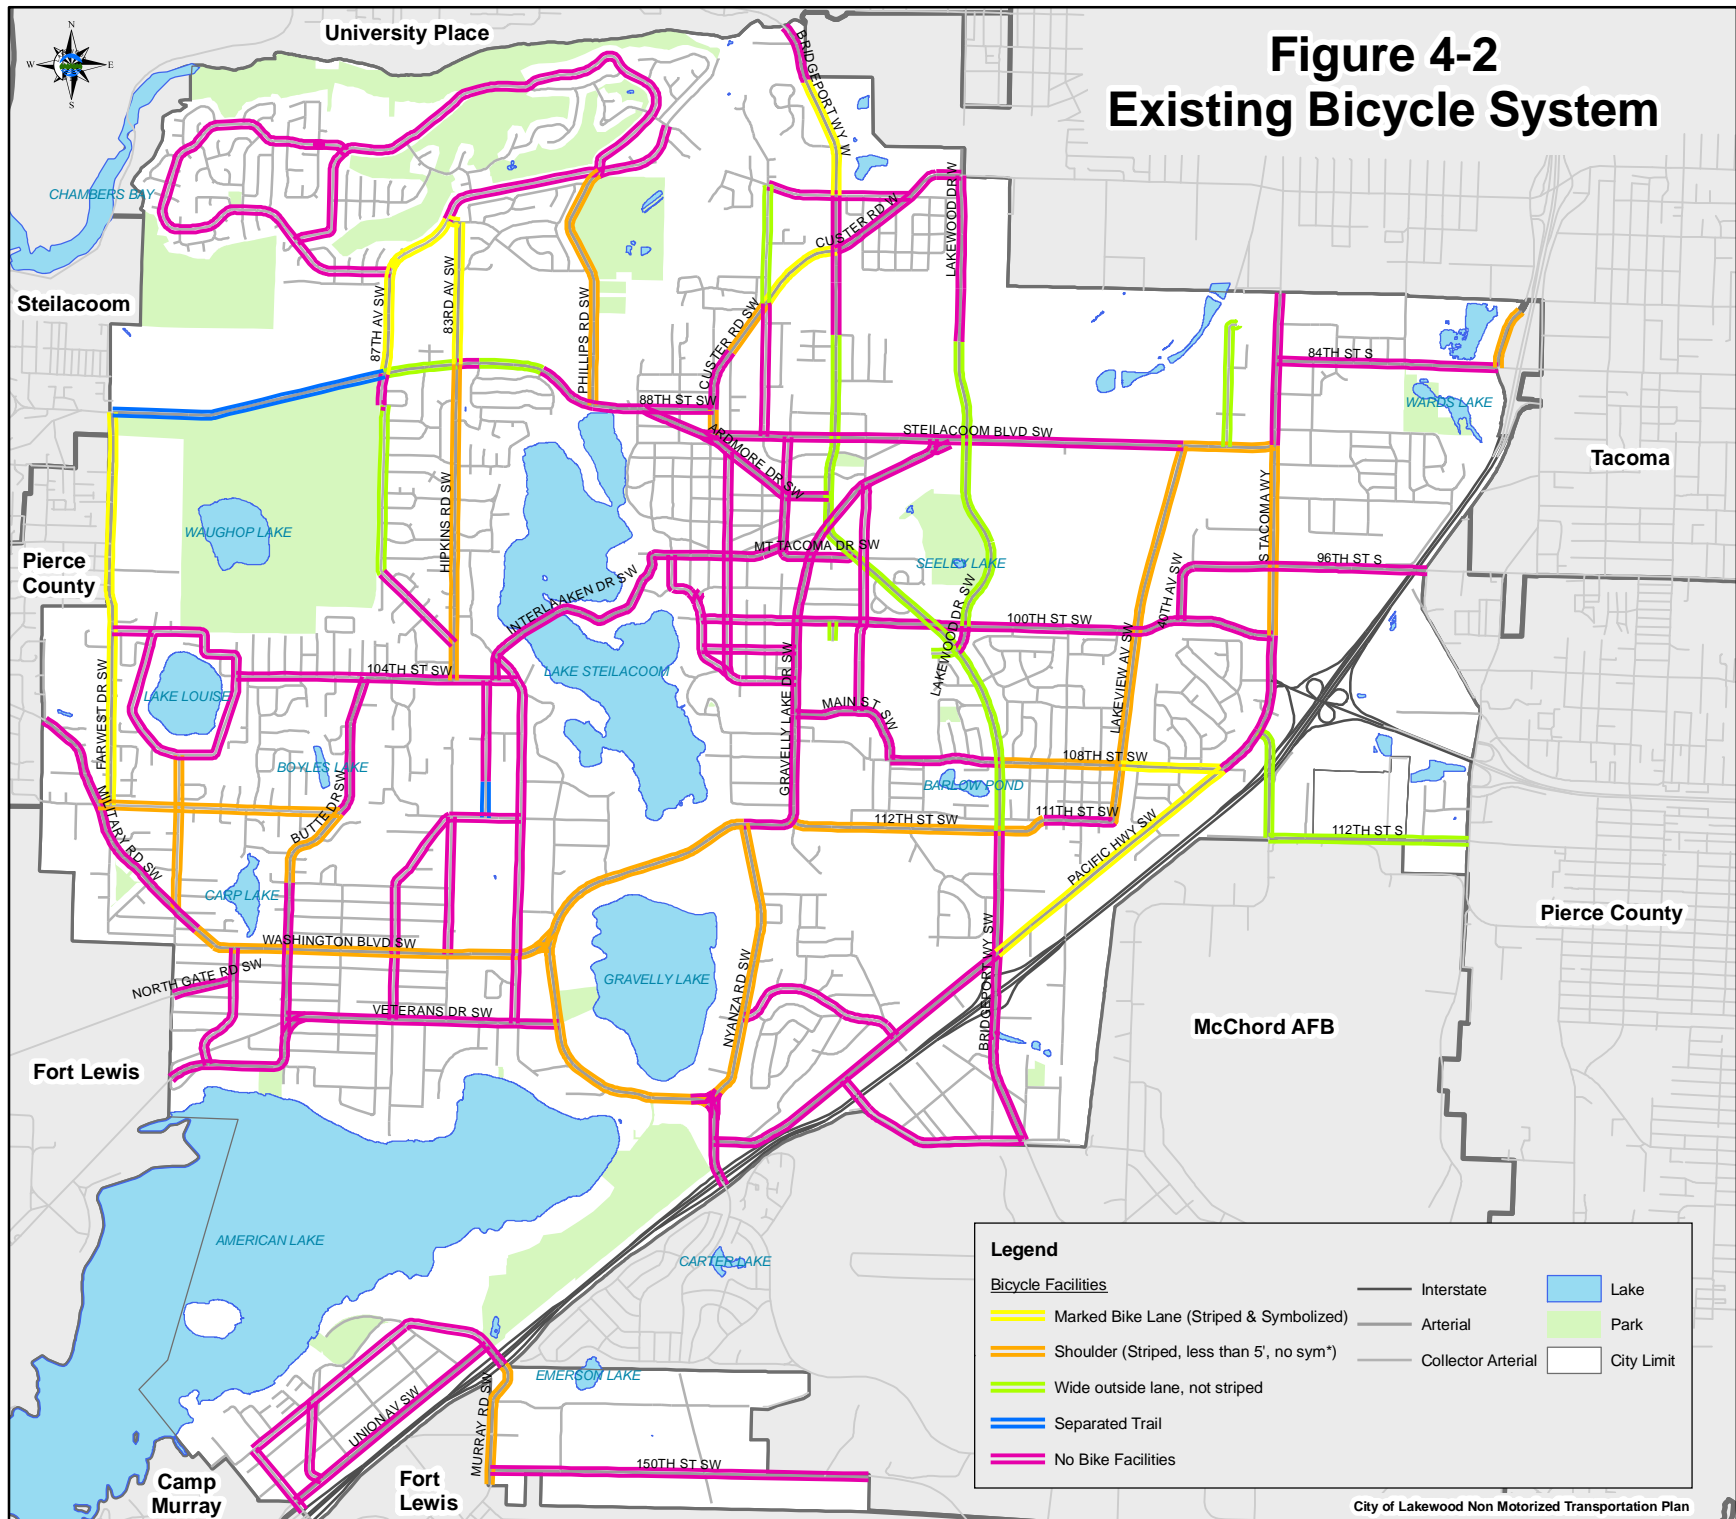 Figure 4-2
Existing Bicycle System
University Place
N
W
E
S
BRIDGEPORT WY W
CHAMBERS BAY
CUSTER RD W
LAKEWOOD DR W
Steilacoom
87TH AV SW
83RD AV SW
PHILLIPS RD SW
CUSTER RD SW
84TH ST S
WARDS LAKE
88TH ST SW
ARDMORE DR SW
STEILACOOM BLVD SW
Tacoma
HIPKINS RD SW
WAUGHOP LAKE
S TACOMA WY
MT TACOMA DR SW
SEELEY LAKE
96TH ST S
Pierce
County
INTERLAAKEN DR SW
40TH AV SW
100TH ST SW
LAKEWOOD DR SW
LAKEVIEW AV SW
104TH ST SW
LAKE STEILACOOM
LAKE LOUISE
FARWEST DR SW
GRAVELLY LAKE DR SW
MAIN ST SW
108TH ST SW
BOYLES LAKE
BARLOW POND
BUTTE DR SW
MILITARY RD SW
112TH ST SW
111TH ST SW
112TH ST S
PACIFIC HWY SW
CARP LAKE
Pierce County
WASHINGTON BLVD SW
NORTH GATE RD SW
GRAVELLY LAKE
NYANZA RD SW
BRIDGEPORT WY SW
VETERANS DR SW
McChord AFB
Fort Lewis
AMERICAN LAKE
CARTER LAKE
EMERSON LAKE
UNION AV SW
MURRAY RD SW
150TH ST SW
Camp
Murray
Fort
Lewis
Legend
Bicycle Facilities
Marked Bike Lane (Striped & Symbolized)
Shoulder (Striped, less than 5', no sym*)
Wide outside lane, not striped
Separated Trail
No Bike Facilities
Interstate
Arterial
Collector Arterial
Lake
Park
City Limit
City of Lakewood Non Motorized Transportation Plan